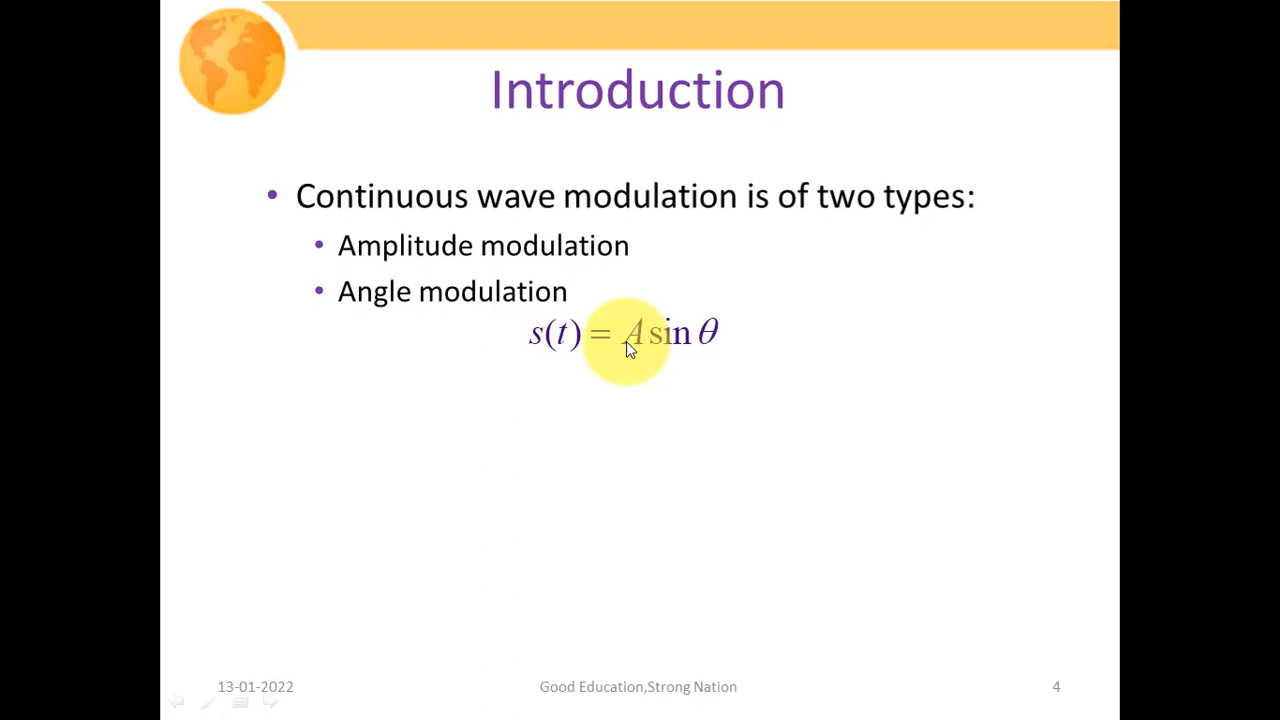 Introduction
• Continuous wave modulation is of two types:
• Amplitude modulation
• Angle modulation
s(t) = A sin θ
13-01-2022 Good Education,Strong Nation 4